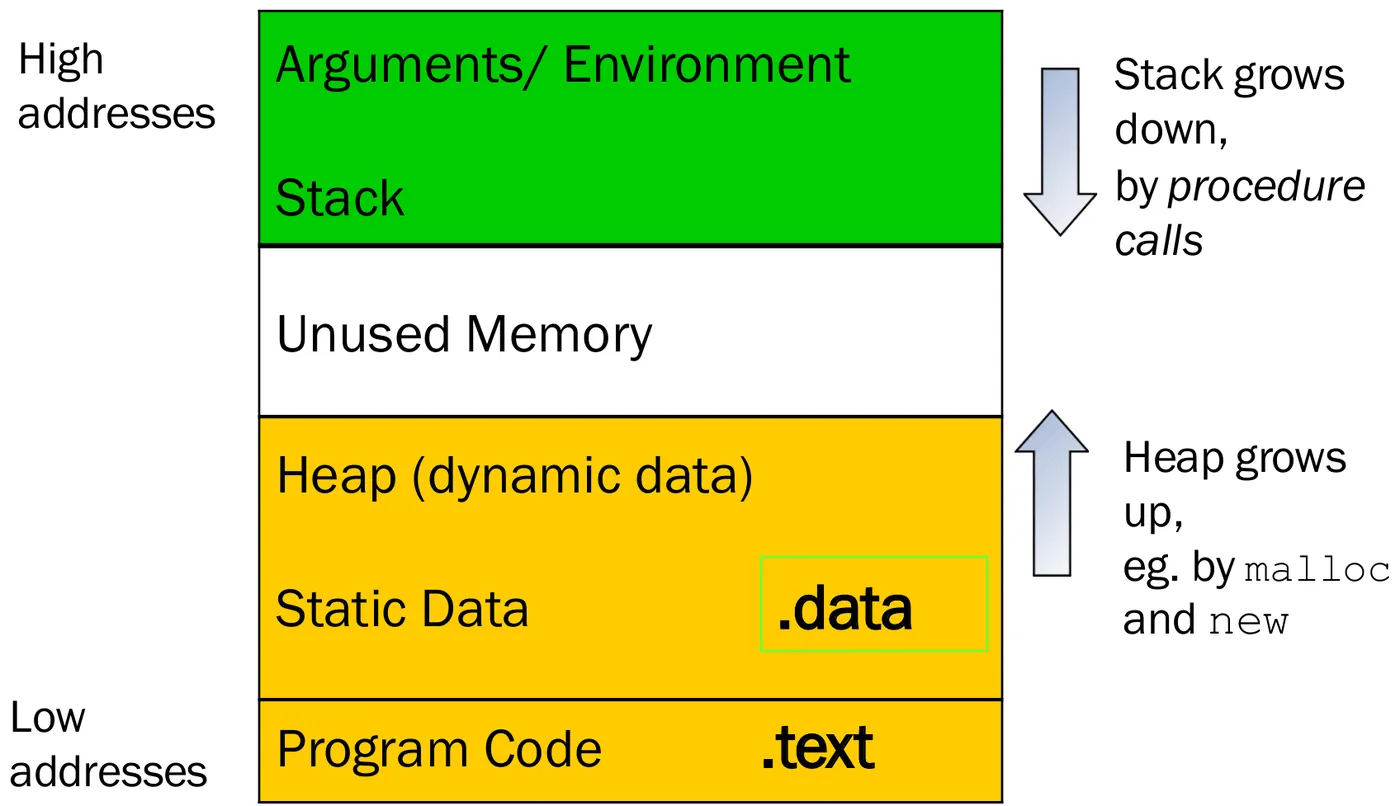 High
addresses
Arguments/ Environment
Stack
Stack grows
down,
by procedure
calls
Unused Memory
Heap (dynamic data)
Heap grows
up,
eg. by malloc
and new
Static Data
.data
Low
addresses
Program Code
.text